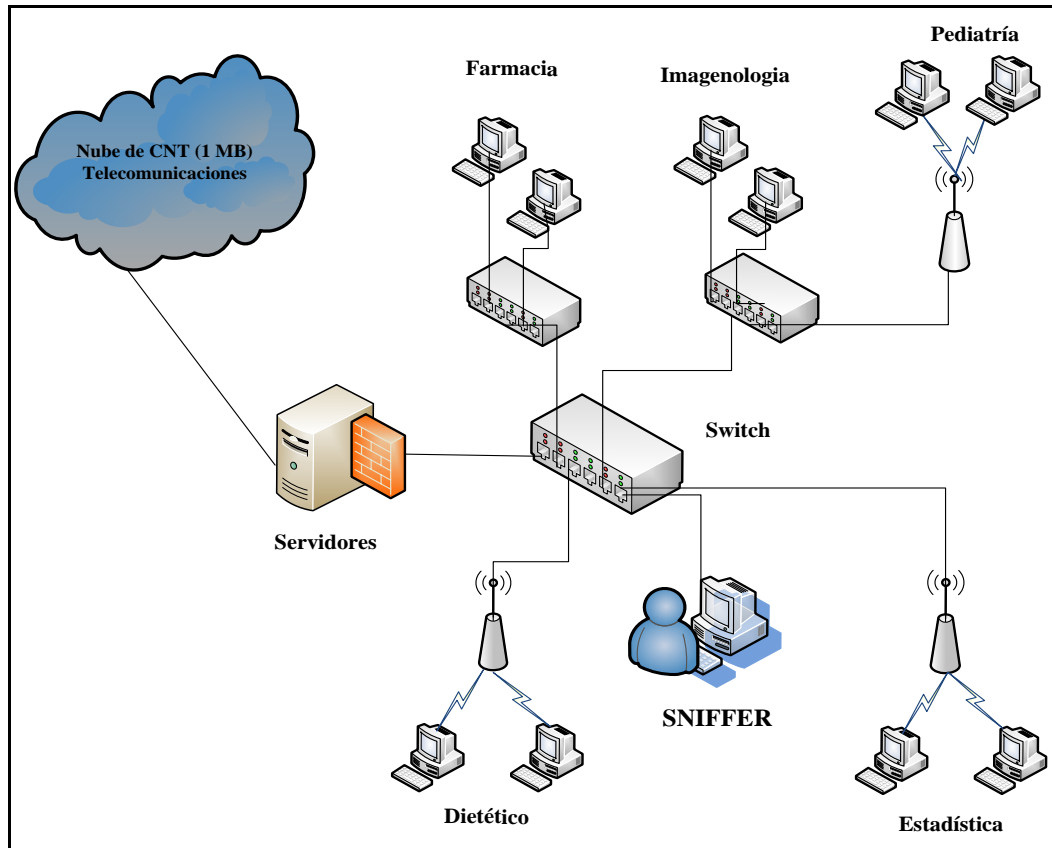 Pediatría
Farmacia
Imagenologia
Nube de CNT (1 MB)
Telecomunicaciones
Switch
Servidores
SNIFFER
Dietético
Estadística